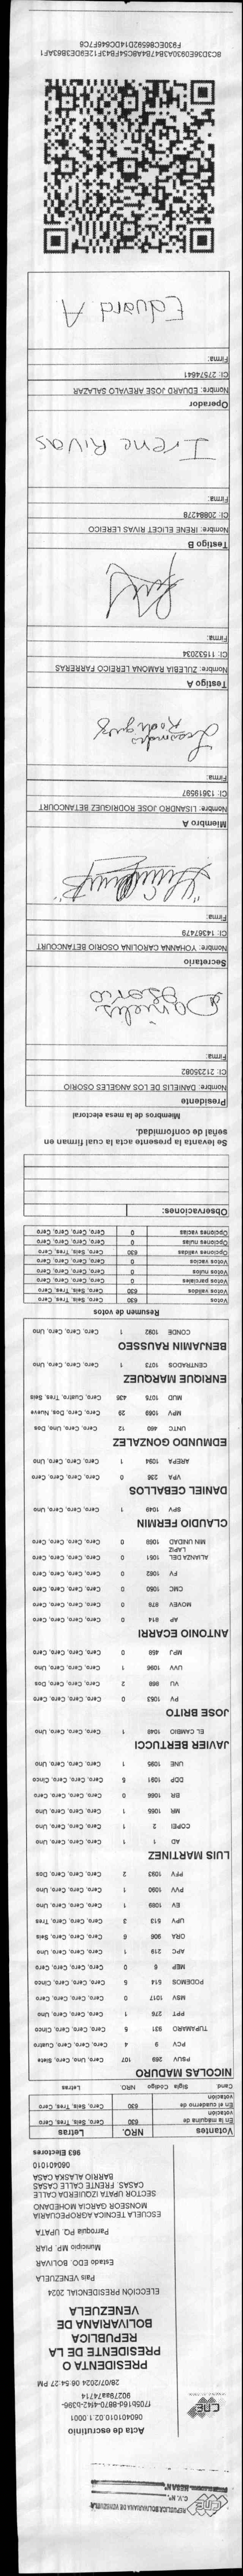 CNE REPUBLICA BOLIVARIANA DE VENEZUELA
C.V. Nº.
CNE
Acta de escrutinio
060401010.02.1.0001
f705b16d-8870-4f42-b396-
90279aa74714
28/07/2024 06:54:27 PM
PRESIDENTA O
PRESIDENTE DE LA
REPUBLICA
BOLIVARIANA DE
VENEZUELA
ELECCIÓN PRESIDENCIAL 2024
Pais VENEZUELA
Estado EDO. BOLIVAR
Municipio MP. PIAR
Parroquia PQ. UPATA
ESCUELA TECNICA AGROPECUARIA
MONSEOR GARCIA MOHEDANO
SECTOR UPATA IZQUIERDA CALLE
CASAS. FRENTE CALLE CASAS
BARRIO ALASKA CASA
060401010
963 Electores
Votantes NRO. Letras
En la máquina de votación 630 Cero, Seis, Tres, Cero
En el cuaderno de votación 630 Cero, Seis, Tres, Cero
Cand. Sigla Código NRO. Letras
NICOLAS MADURO
PSUV 269 107 Cero, Uno, Cero, Siete
PCV 9 4 Cero, Cero, Cero, Cuatro
TUPAMARO 931 5 Cero, Cero, Cero, Cinco
PPT 276 1 Cero, Cero, Cero, Uno
MSV 1017 0 Cero, Cero, Cero, Cero
PODEMOS 514 5 Cero, Cero, Cero, Cinco
MEP 6 0 Cero, Cero, Cero, Cero
APC 219 1 Cero, Cero, Cero, Uno
ORA 906 6 Cero, Cero, Cero, Seis
UPV 513 3 Cero, Cero, Cero, Tres
EV 1089 1 Cero, Cero, Cero, Uno
PVV 1090 1 Cero, Cero, Cero, Uno
PFV 1093 2 Cero, Cero, Cero, Dos
LUIS MARTINEZ
AD 1 1 Cero, Cero, Cero, Uno
COPEI 2 1 Cero, Cero, Cero, Uno
MR 1065 1 Cero, Cero, Cero, Uno
BR 1066 0 Cero, Cero, Cero, Cero
DDP 1091 5 Cero, Cero, Cero, Cinco
UNE 1095 1 Cero, Cero, Cero, Uno
JAVIER BERTUCCI
EL CAMBIO 1048 1 Cero, Cero, Cero, Uno
JOSE BRITO
PV 1053 0 Cero, Cero, Cero, Cero
VU 868 2 Cero, Cero, Cero, Dos
UVV 1096 1 Cero, Cero, Cero, Uno
MPJ 458 0 Cero, Cero, Cero, Cero
ANTONIO ECARRI
AP 814 0 Cero, Cero, Cero, Cero
MOVEV 878 0 Cero, Cero, Cero, Cero
CMC 1050 0 Cero, Cero, Cero, Cero
FV 1062 0 Cero, Cero, Cero, Cero
ALIANZA DEL LAPIZ 1051 0 Cero, Cero, Cero, Cero
MIN UNIDAD 1068 0 Cero, Cero, Cero, Cero
CLAUDIO FERMIN
SPV 1049 1 Cero, Cero, Cero, Uno
DANIEL CEBALLOS
VPA 236 0 Cero, Cero, Cero, Cero
AREPA 1094 1 Cero, Cero, Cero, Uno
EDMUNDO GONZALEZ
UNTC 460 12 Cero, Cero, Uno, Dos
MPV 1069 29 Cero, Cero, Dos, Nueve
MUD 1075 436 Cero, Cuatro, Tres, Seis
ENRIQUE MARQUEZ
CENTRADOS 1073 1 Cero, Cero, Cero, Uno
BENJAMIN RAUSSEO
CONDE 1092 1 Cero, Cero, Cero, Uno
Resumen de votos
Votos 630 Cero, Seis, Tres, Cero
Votos validos 630 Cero, Seis, Tres, Cero
Votos parciales 0 Cero, Cero, Cero, Cero
Votos nulos 0 Cero, Cero, Cero, Cero
Votos vacios 0 Cero, Cero, Cero, Cero
Opciones validas 630 Cero, Seis, Tres, Cero
Opciones nulas 0 Cero, Cero, Cero, Cero
Opciones vacias 0 Cero, Cero, Cero, Cero
Observaciones:
Se levanta la presente acta la cual firman en
señal de conformidad.
Miembros de la mesa electoral
Presidente
Nombre: DANIELIS DE LOS ANGELES OSORIO
CI: 21235082
Firma:
Danielis
Osorio
Secretario
Nombre: YOHANNA CAROLINA OSORIO BETANCOURT
CI: 14367479
Firma:
Miembro A
Nombre: LISANDRO JOSE RODRIGUEZ BETANCOURT
CI: 13619597
Firma:
Lesandro
Rodriguez
Testigo A
Nombre: ZULEBIA RAMONA LEREICO FARRERAS
CI: 11532034
Firma:
Testigo B
Nombre: IRENE ELICET RIVAS LEREICO
CI: 20884278
Firma:
Irene Rivas
Operador
Nombre: EDUARD JOSE AREVALO SALAZAR
CI: 27574641
Firma:
Eduard A.
8C3D36E0930A3B47B4A8C54FB43F12E9DE3B63AF1
F930EC86592D14DC646F7C6